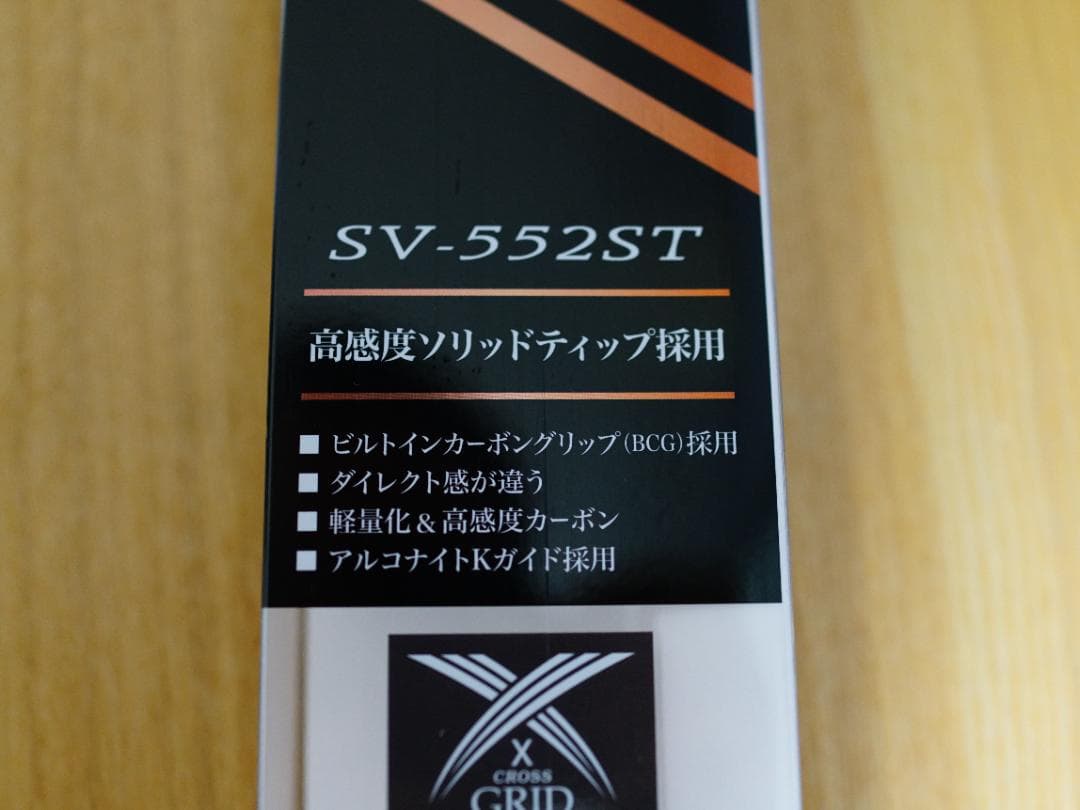 SV-552ST
高感度ソリッドティップ採用
■ ビルトインカーボングリップ(BCG)採用
■ ダイレクト感が違う
■ 軽量化&高感度カーボン
■ アルコナイトKガイド採用
X
CROSS
GRID